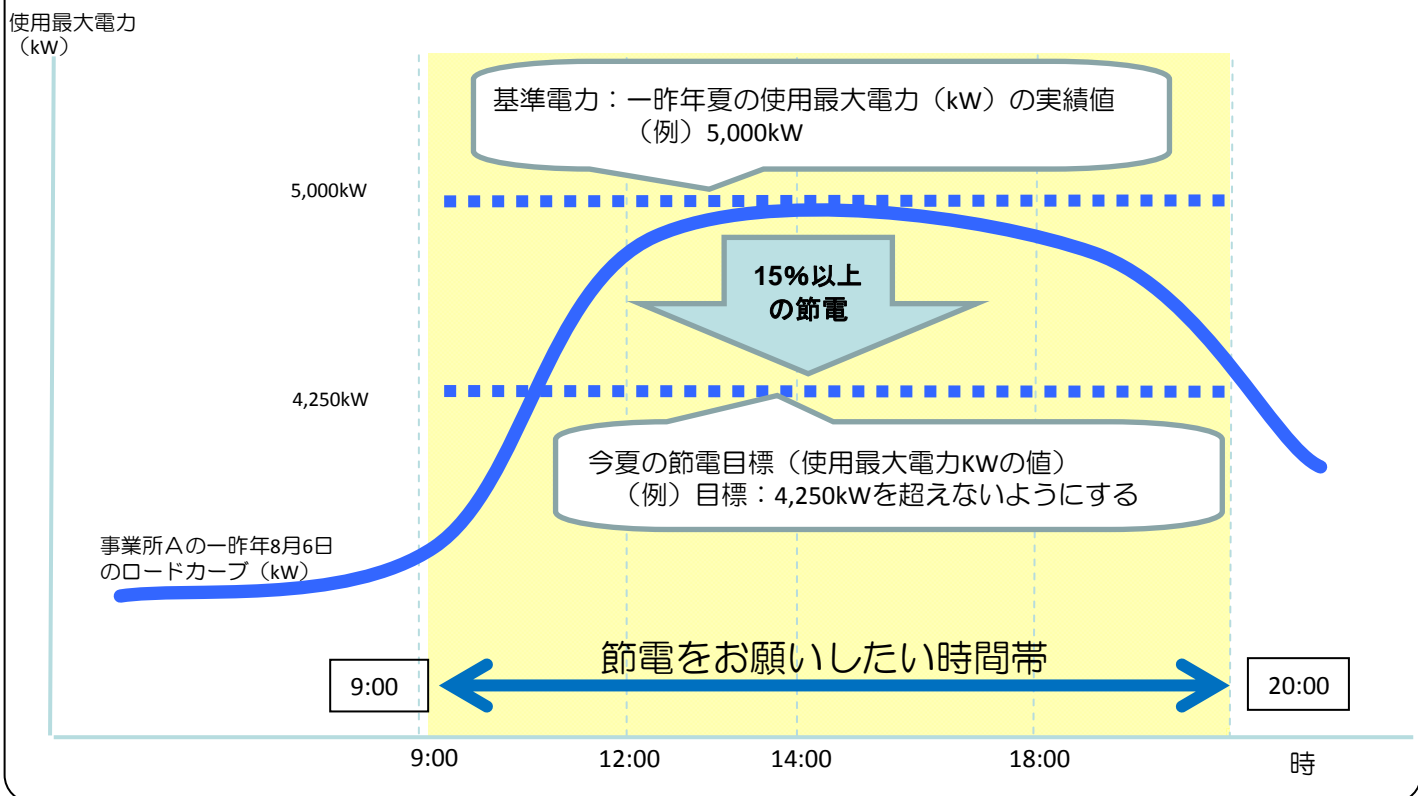 使用最大電力
（kW）
基準電力：一昨年夏の使用最大電力（kW）の実績値
（例）5,000kW
5,000kW
15%以上
の節電
4,250kW
今夏の節電目標（使用最大電力KWの値）
（例）目標：4,250kWを超えないようにする
事業所Ａの一昨年8月6日
のロードカーブ（kW）
節電をお願いしたい時間帯
9:00
20:00
9:00
12:00
14:00
18:00
時